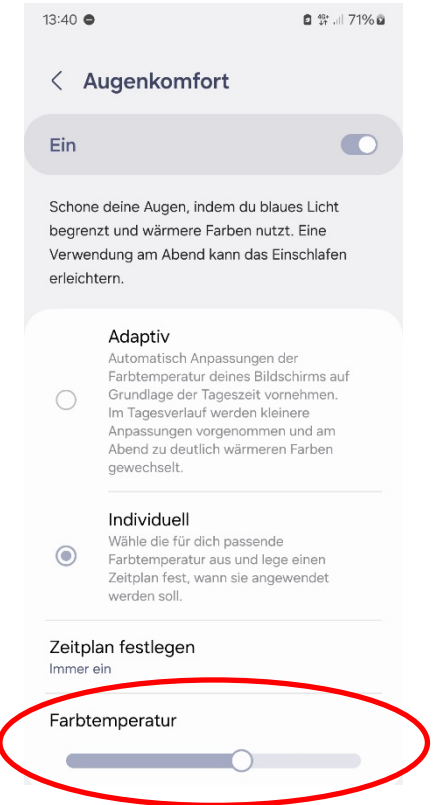 13:40 71%
Augenkomfort
Ein
Schone deine Augen, indem du blaues Licht
begrenzt und wärmere Farben nutzt. Eine
Verwendung am Abend kann das Einschlafen
erleichtern.
Adaptiv
Automatisch Anpassungen der
Farbtemperatur deines Bildschirms auf
Grundlage der Tageszeit vornehmen.
Im Tagesverlauf werden kleinere
Anpassungen vorgenommen und am
Abend zu deutlich wärmeren Farben
gewechselt.
Individuell
Wähle die für dich passende
Farbtemperatur aus und lege einen
Zeitplan fest, wann sie angewendet
werden soll.
Zeitplan festlegen
Immer ein
Farbtemperatur